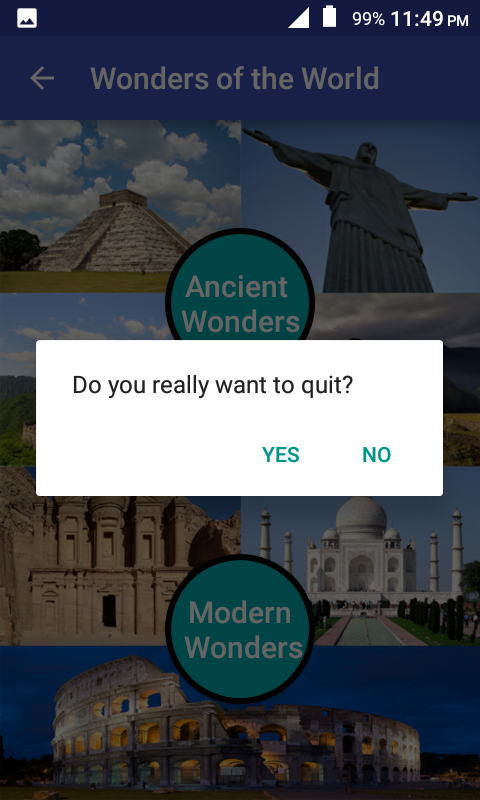 99% 11:49 PM
Wonders of the World
Ancient
Wonders
Do you really want to quit?
YES NO
Modern
Wonders